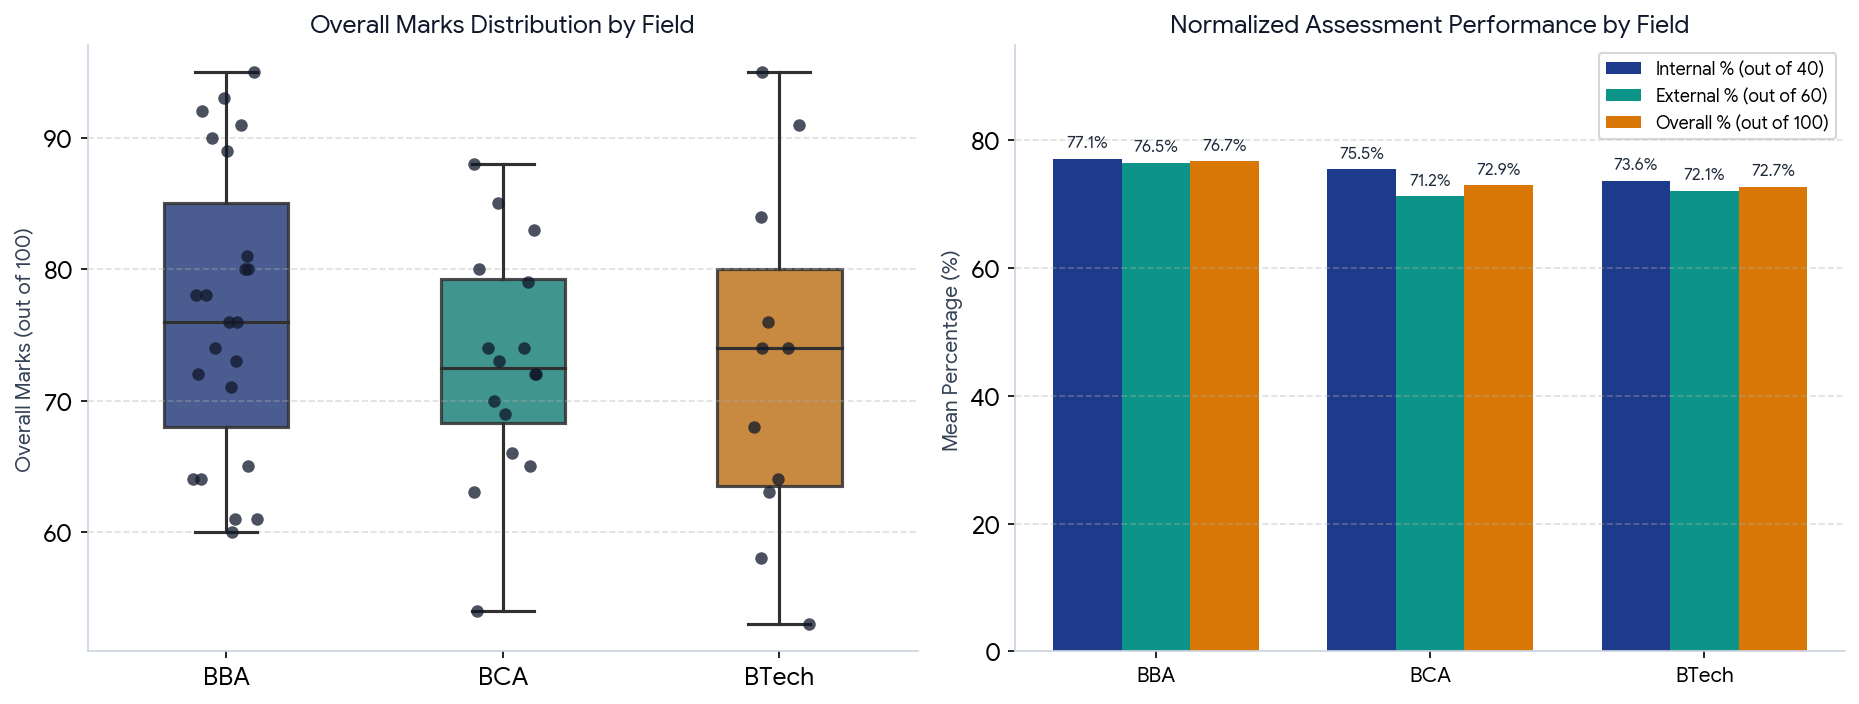 Overall Marks Distribution by Field
Overall Marks (out of 100)
90
80
70
60
BBA
BCA
BTech
Normalized Assessment Performance by Field
Internal % (out of 40)
External % (out of 60)
Overall % (out of 100)
Mean Percentage (%)
80
60
40
20
0
77.1%
76.5%
76.7%
75.5%
71.2%
72.9%
73.6%
72.1%
72.7%
BBA
BCA
BTech